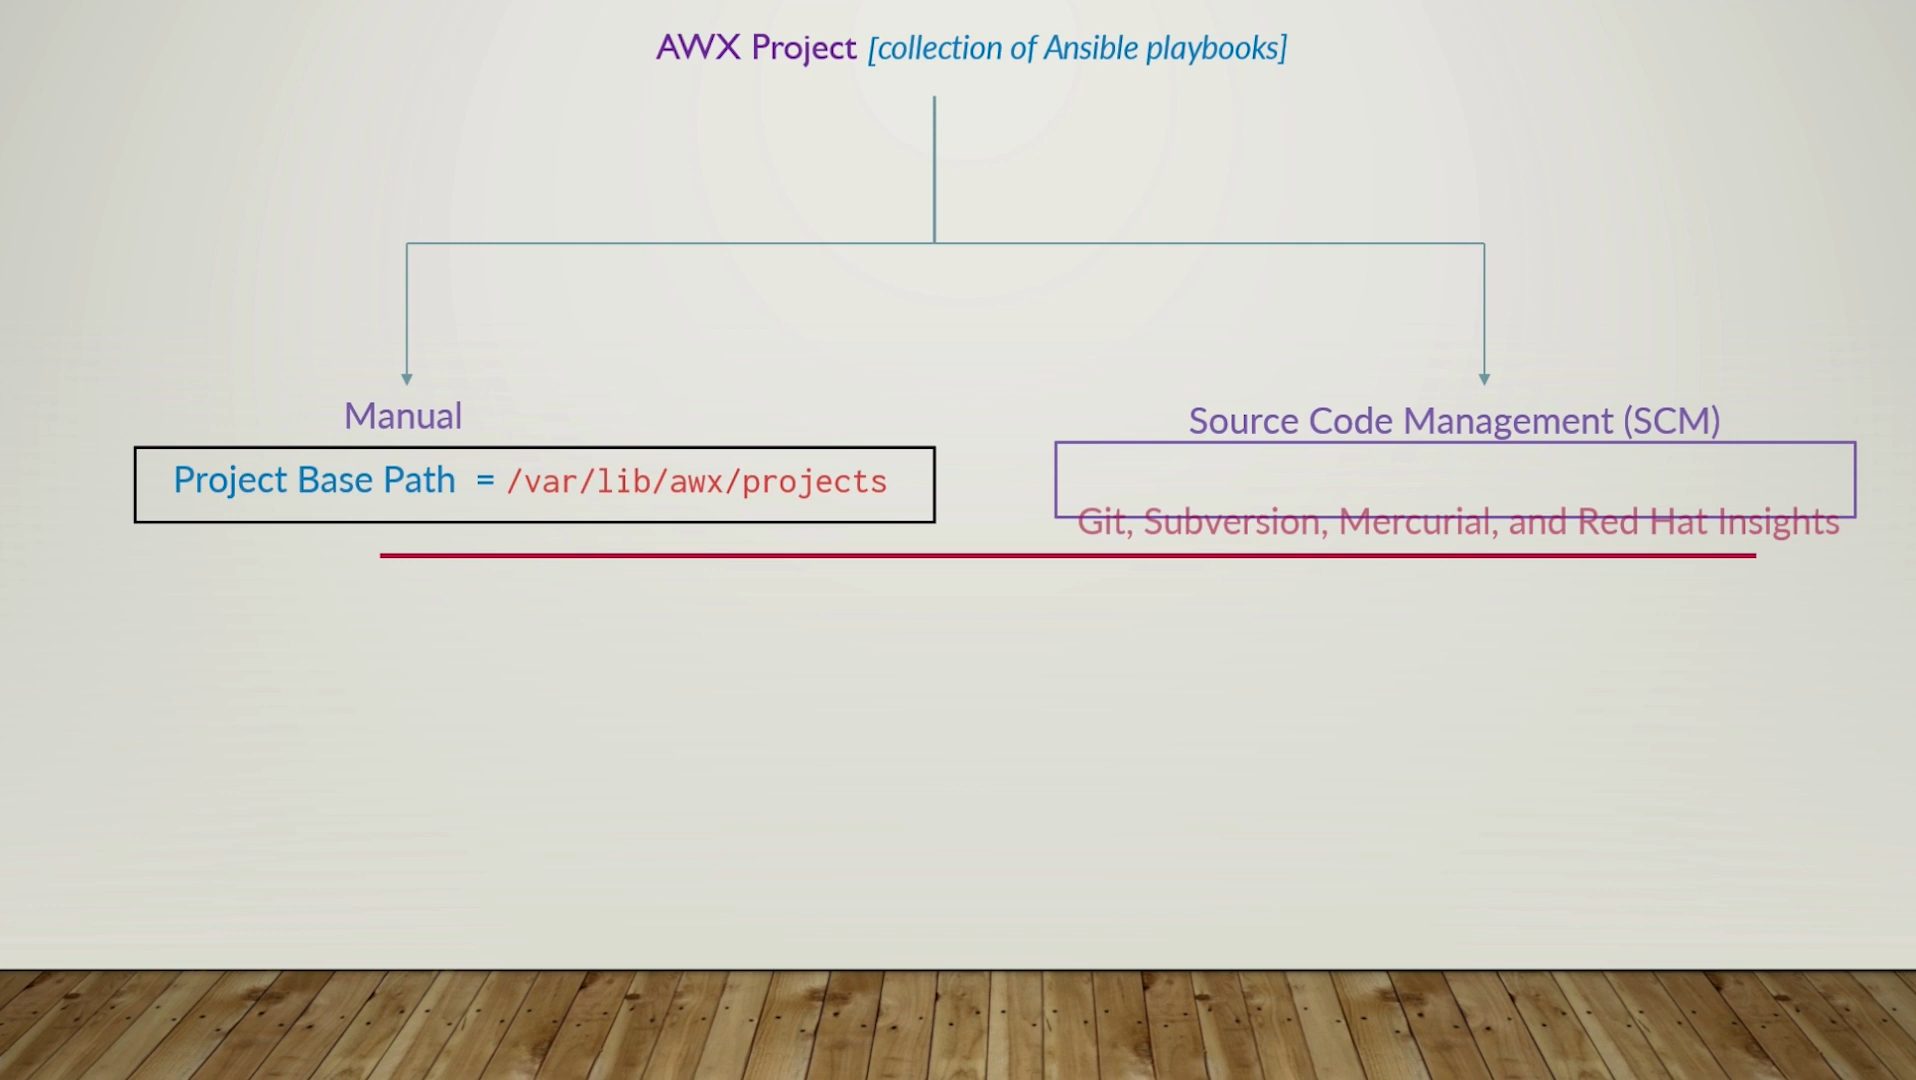 AWX Project [collection of Ansible playbooks]
Manual
Source Code Management (SCM)
Project Base Path = /var/lib/awx/projects
Git, Subversion, Mercurial, and Red Hat Insights